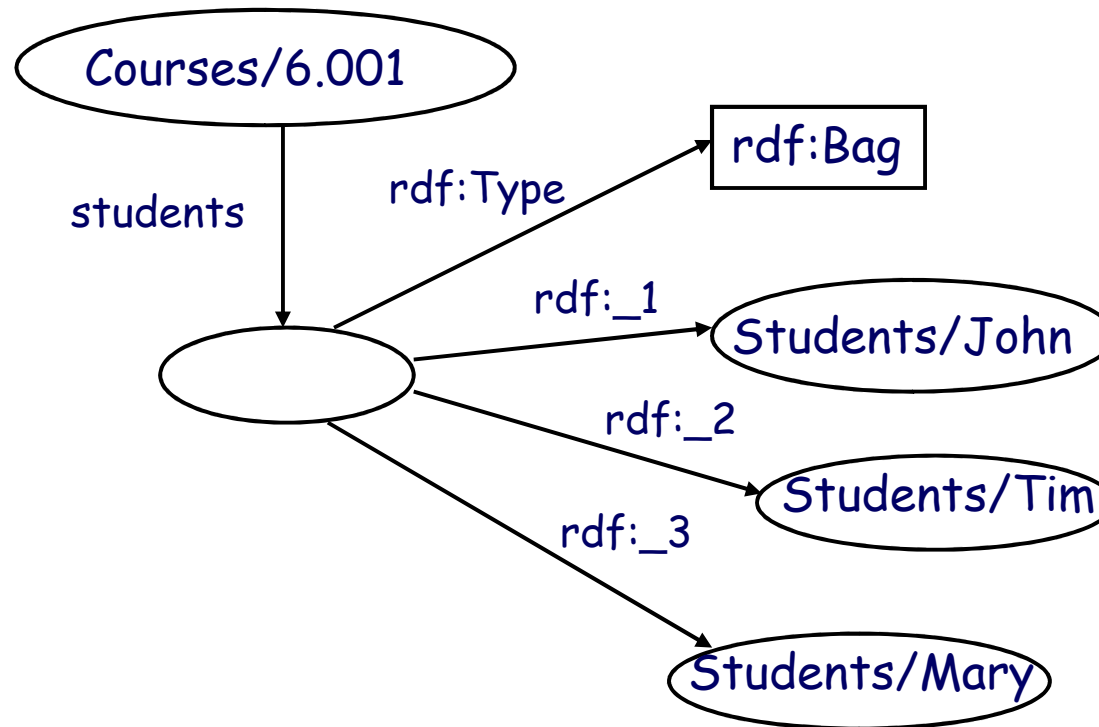 Courses/6.001
rdf:Bag
rdf:Type
students
rdf:_1
Students/John
rdf:_2
Students/Tim
rdf:_3
Students/Mary